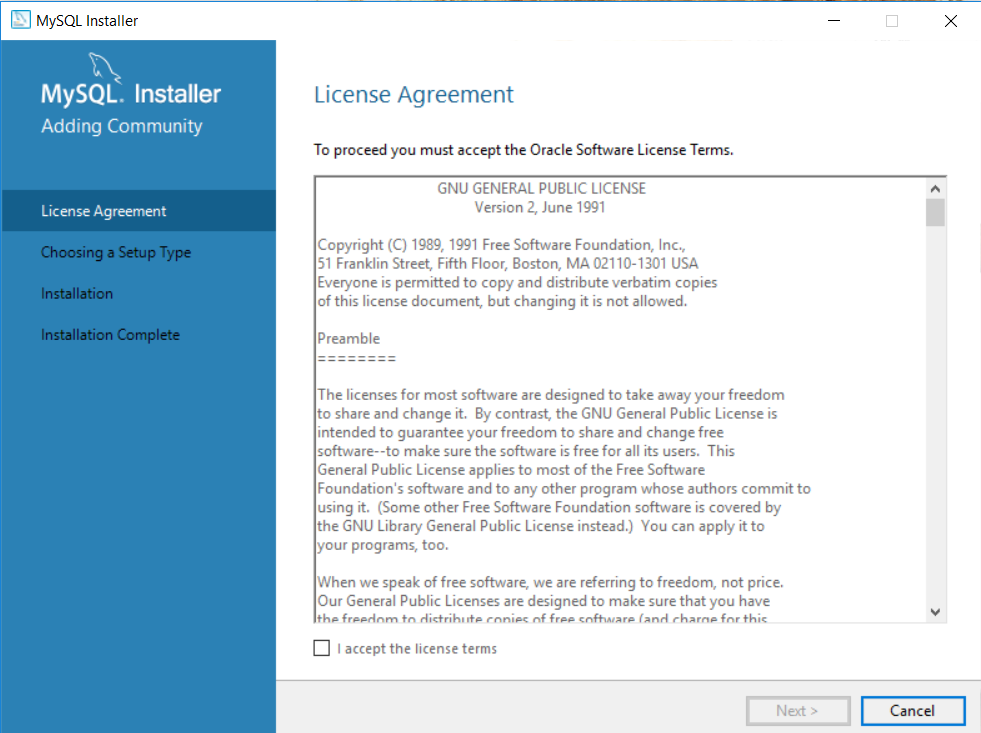 MySQL Installer
MySQL. Installer
Adding Community
License Agreement
Choosing a Setup Type
Installation
Installation Complete
License Agreement
To proceed you must accept the Oracle Software License Terms.
GNU GENERAL PUBLIC LICENSE
Version 2, June 1991
Copyright (C) 1989, 1991 Free Software Foundation, Inc.,
51 Franklin Street, Fifth Floor, Boston, MA 02110-1301 USA
Everyone is permitted to copy and distribute verbatim copies
of this license document, but changing it is not allowed.
Preamble
========
The licenses for most software are designed to take away your freedom
to share and change it.  By contrast, the GNU General Public License is
intended to guarantee your freedom to share and change free
software--to make sure the software is free for all its users.  This
General Public License applies to most of the Free Software
Foundation's software and to any other program whose authors commit to
using it.  (Some other Free Software Foundation software is covered by
the GNU Library General Public License instead.)  You can apply it to
your programs, too.
When we speak of free software, we are referring to freedom, not price.
Our General Public Licenses are designed to make sure that you have
the freedom to distribute copies of free software (and charge for this
I accept the license terms
Next >
Cancel